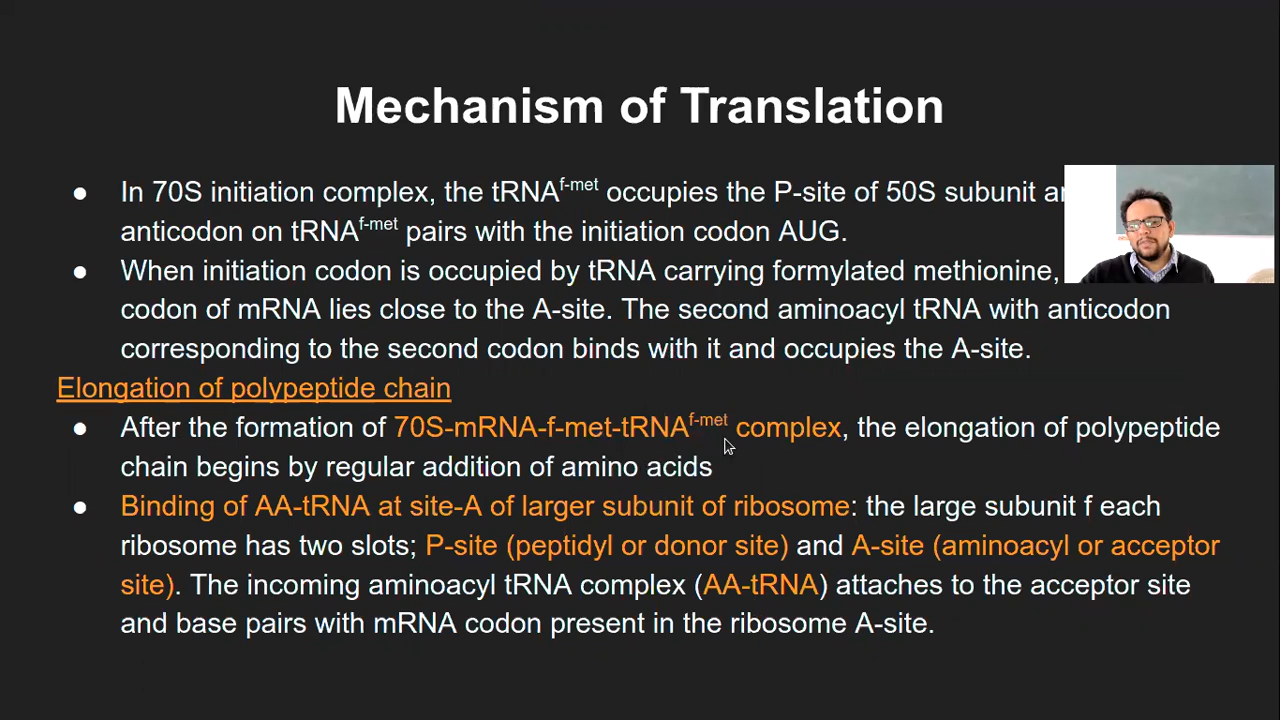 Mechanism of Translation
● In 70S initiation complex, the tRNAf-met occupies the P-site of 50S subunit
anticodon on tRNAf-met pairs with the initiation codon AUG.
● When initiation codon is occupied by tRNA carrying formylated methionine,
codon of mRNA lies close to the A-site. The second aminoacyl tRNA with anticodon
corresponding to the second codon binds with it and occupies the A-site.
Elongation of polypeptide chain
● After the formation of 70S-mRNA-f-met-tRNAf-met complex, the elongation of polypeptide
chain begins by regular addition of amino acids
● Binding of AA-tRNA at site-A of larger subunit of ribosome: the large subunit f each
ribosome has two slots; P-site (peptidyl or donor site) and A-site (aminoacyl or acceptor
site). The incoming aminoacyl tRNA complex (AA-tRNA) attaches to the acceptor site
and base pairs with mRNA codon present in the ribosome A-site.